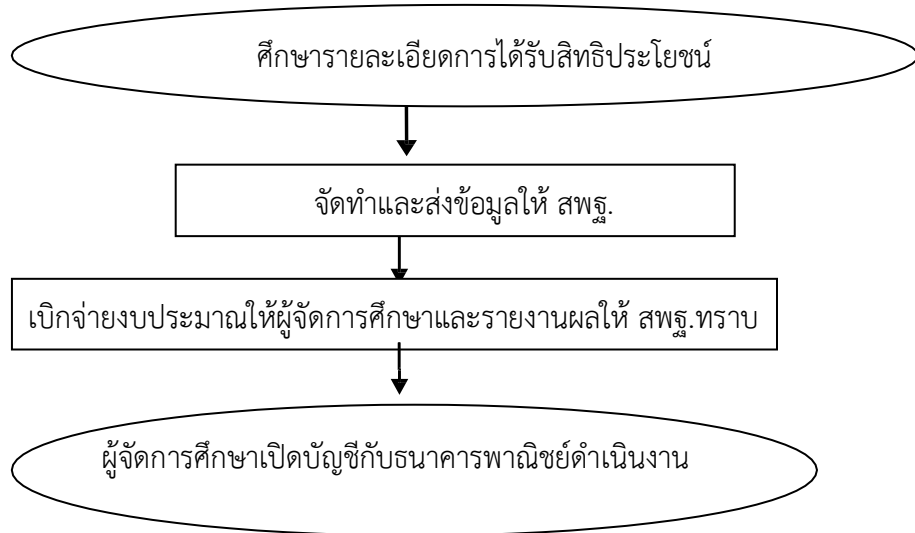 ศึกษารายละเอียดการได้รับสิทธิประโยชน์
จัดทำและส่งข้อมูลให้ สพฐ.
เบิกจ่ายงบประมาณให้ผู้จัดการศึกษาและรายงานผลให้ สพฐ.ทราบ
ผู้จัดการศึกษาเปิดบัญชีกับธนาคารพาณิชย์ดำเนินงาน